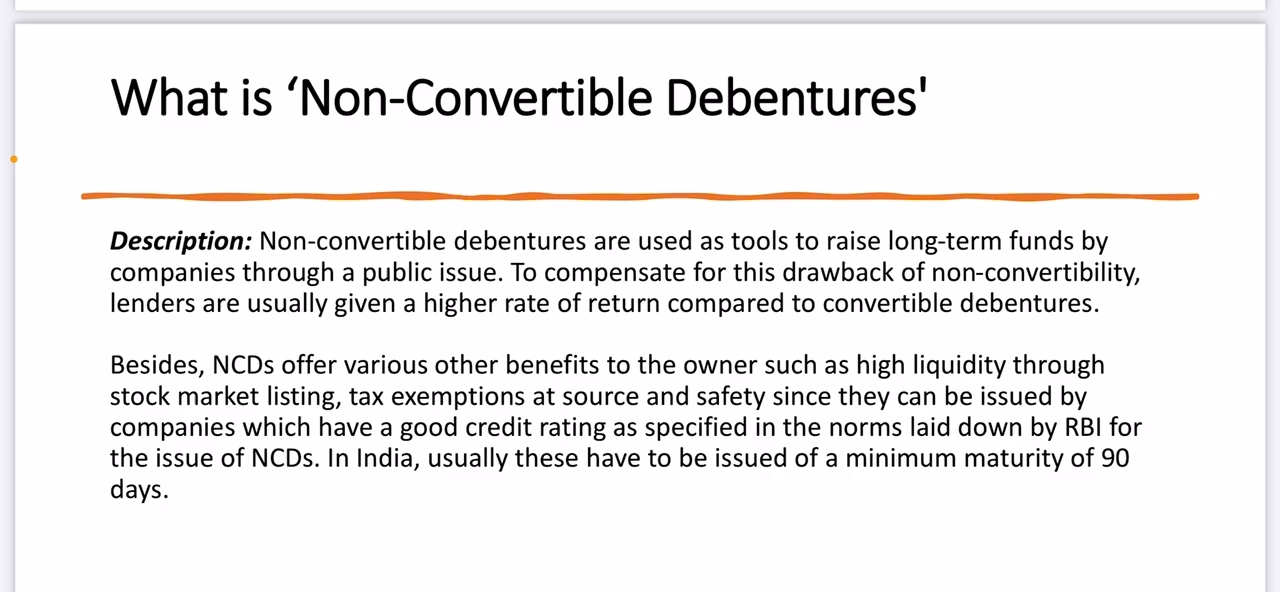 What is ‘Non-Convertible Debentures'
Description: Non-convertible debentures are used as tools to raise long-term funds by
companies through a public issue. To compensate for this drawback of non-convertibility,
lenders are usually given a higher rate of return compared to convertible debentures.
Besides, NCDs offer various other benefits to the owner such as high liquidity through
stock market listing, tax exemptions at source and safety since they can be issued by
companies which have a good credit rating as specified in the norms laid down by RBI for
the issue of NCDs. In India, usually these have to be issued of a minimum maturity of 90
days.